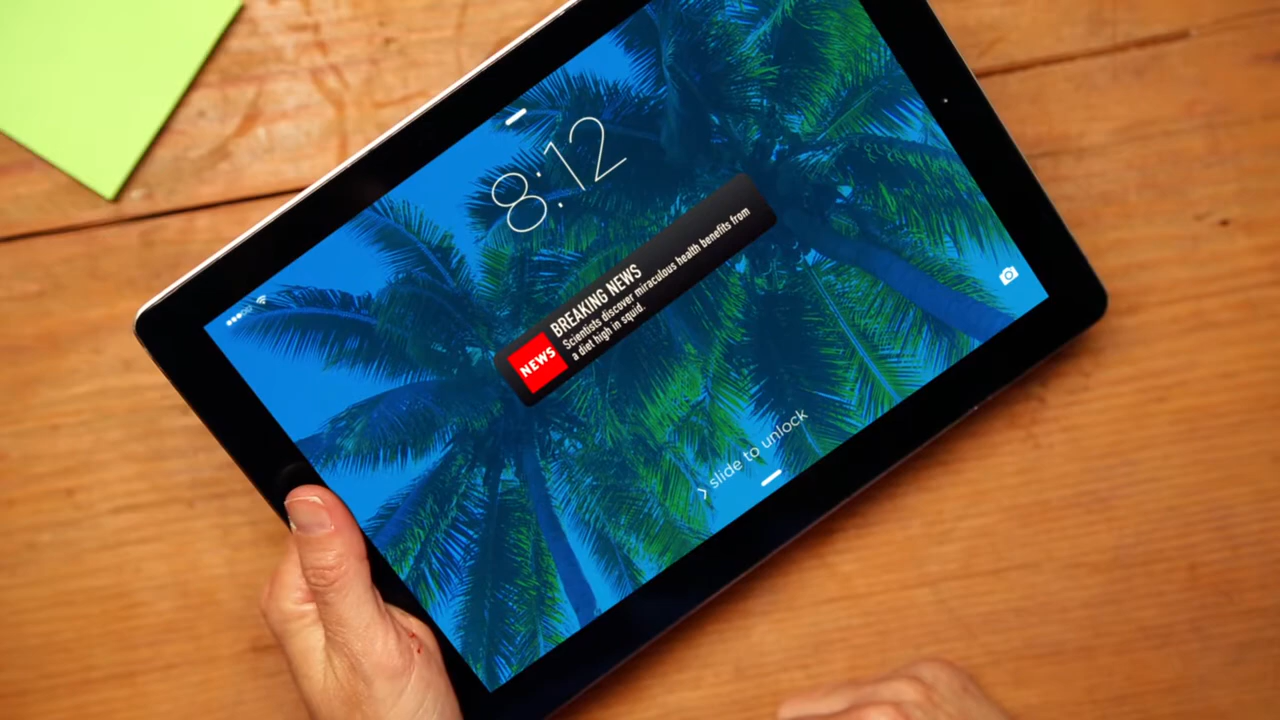 8:12
NEWS
BREAKING NEWS
Scientists discover miraculous health benefits from
a diet high in squid.
> slide to unlock